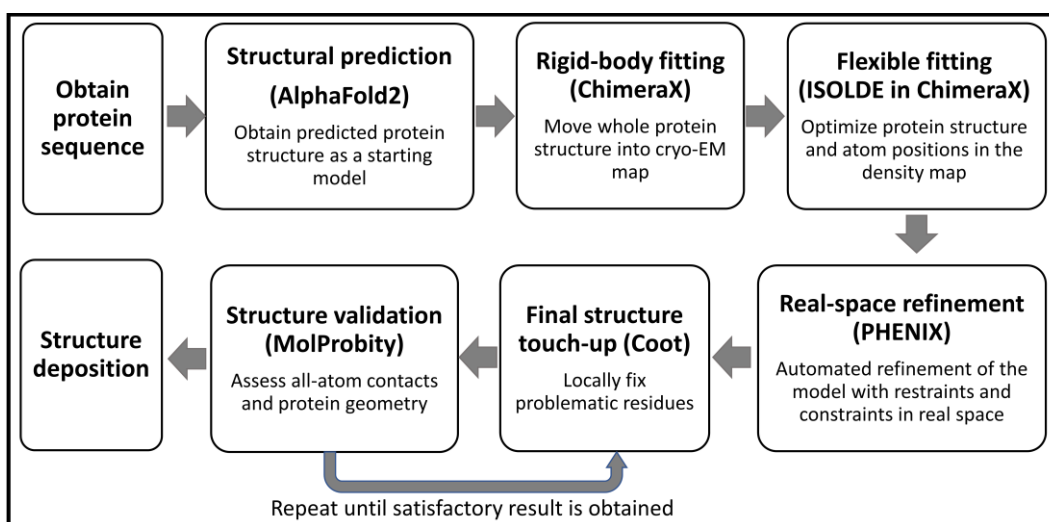 Obtain
protein
sequence
Structural prediction
(AlphaFold2)
Obtain predicted protein
structure as a starting
model
Rigid-body fitting
(ChimeraX)
Move whole protein
structure into cryo-EM
map
Flexible fitting
(ISOLDE in ChimeraX)
Optimize protein structure
and atom positions in the
density map
Real-space refinement
(PHENIX)
Automated refinement of the
model with restraints and
constraints in real space
Final structure
touch-up (Coot)
Locally fix
problematic residues
Structure validation
(MolProbity)
Assess all-atom contacts
and protein geometry
Structure
deposition
Repeat until satisfactory result is obtained